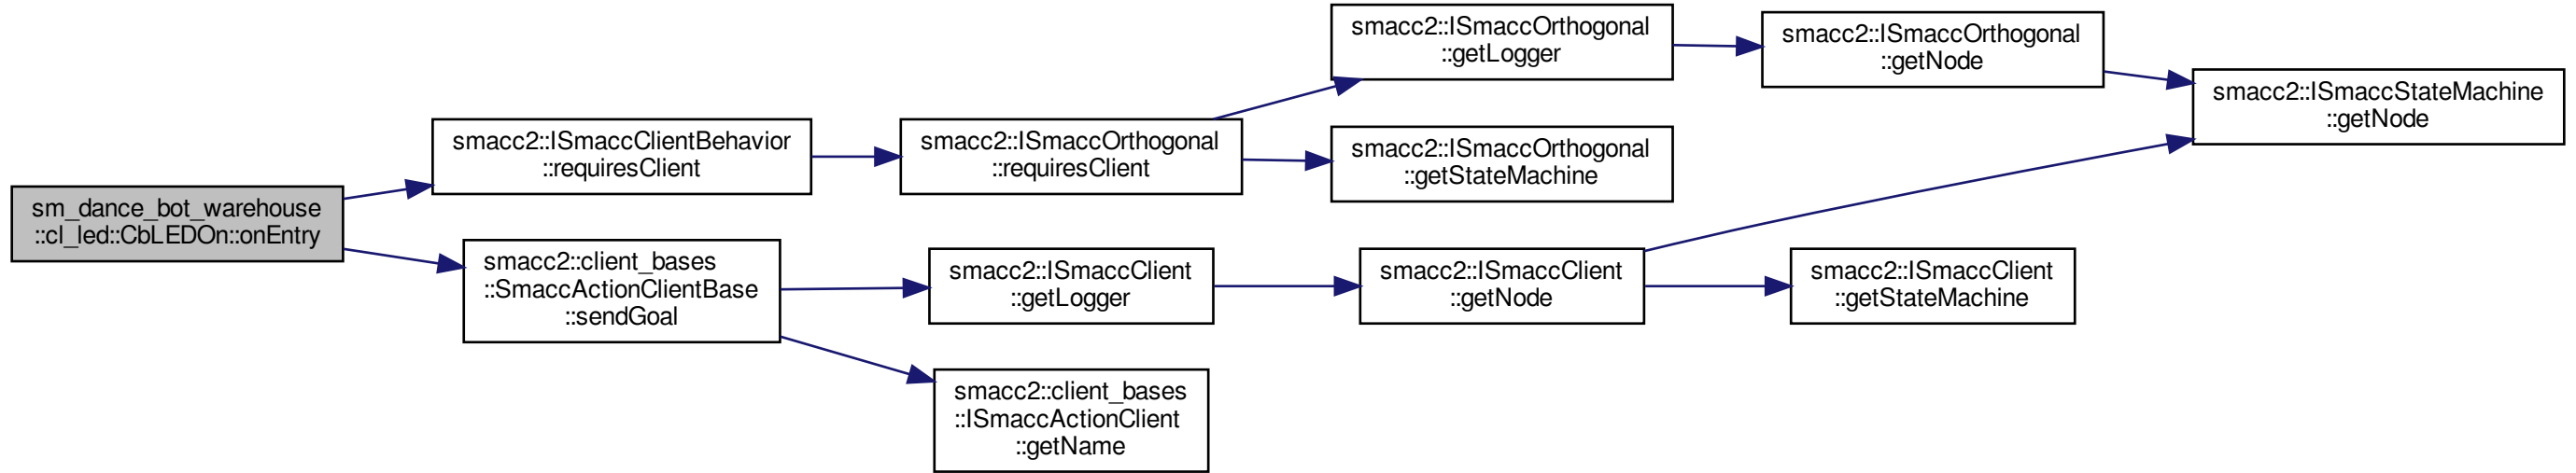 sm_dance_bot_warehouse
::cl_led::CbLEDOn::onEntry
smacc2::ISmaccClientBehavior
::requiresClient
smacc2::ISmaccOrthogonal
::requiresClient
smacc2::ISmaccOrthogonal
::getLogger
smacc2::ISmaccOrthogonal
::getNode
smacc2::ISmaccStateMachine
::getNode
smacc2::ISmaccOrthogonal
::getStateMachine
smacc2::client_bases
::SmaccActionClientBase
::sendGoal
smacc2::ISmaccClient
::getLogger
smacc2::ISmaccClient
::getNode
smacc2::ISmaccClient
::getStateMachine
smacc2::client_bases
::ISmaccActionClient
::getName